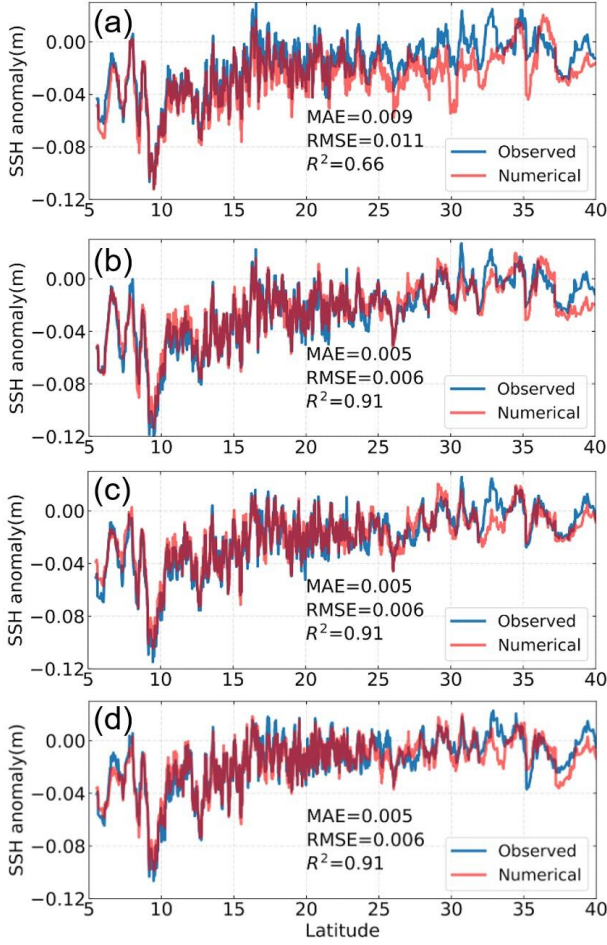 (a)
SSH anomaly(m)
0.00
−0.04
−0.08
−0.12
MAE=0.009
RMSE=0.011
R²=0.66
Observed
Numerical
5 10 15 20 25 30 35 40
(b)
SSH anomaly(m)
0.00
−0.04
−0.08
−0.12
MAE=0.005
RMSE=0.006
R²=0.91
Observed
Numerical
5 10 15 20 25 30 35 40
(c)
SSH anomaly(m)
0.00
−0.04
−0.08
−0.12
MAE=0.005
RMSE=0.006
R²=0.91
Observed
Numerical
5 10 15 20 25 30 35 40
(d)
SSH anomaly(m)
0.00
−0.04
−0.08
−0.12
MAE=0.005
RMSE=0.006
R²=0.91
Observed
Numerical
5 10 15 20 25 30 35 40
Latitude